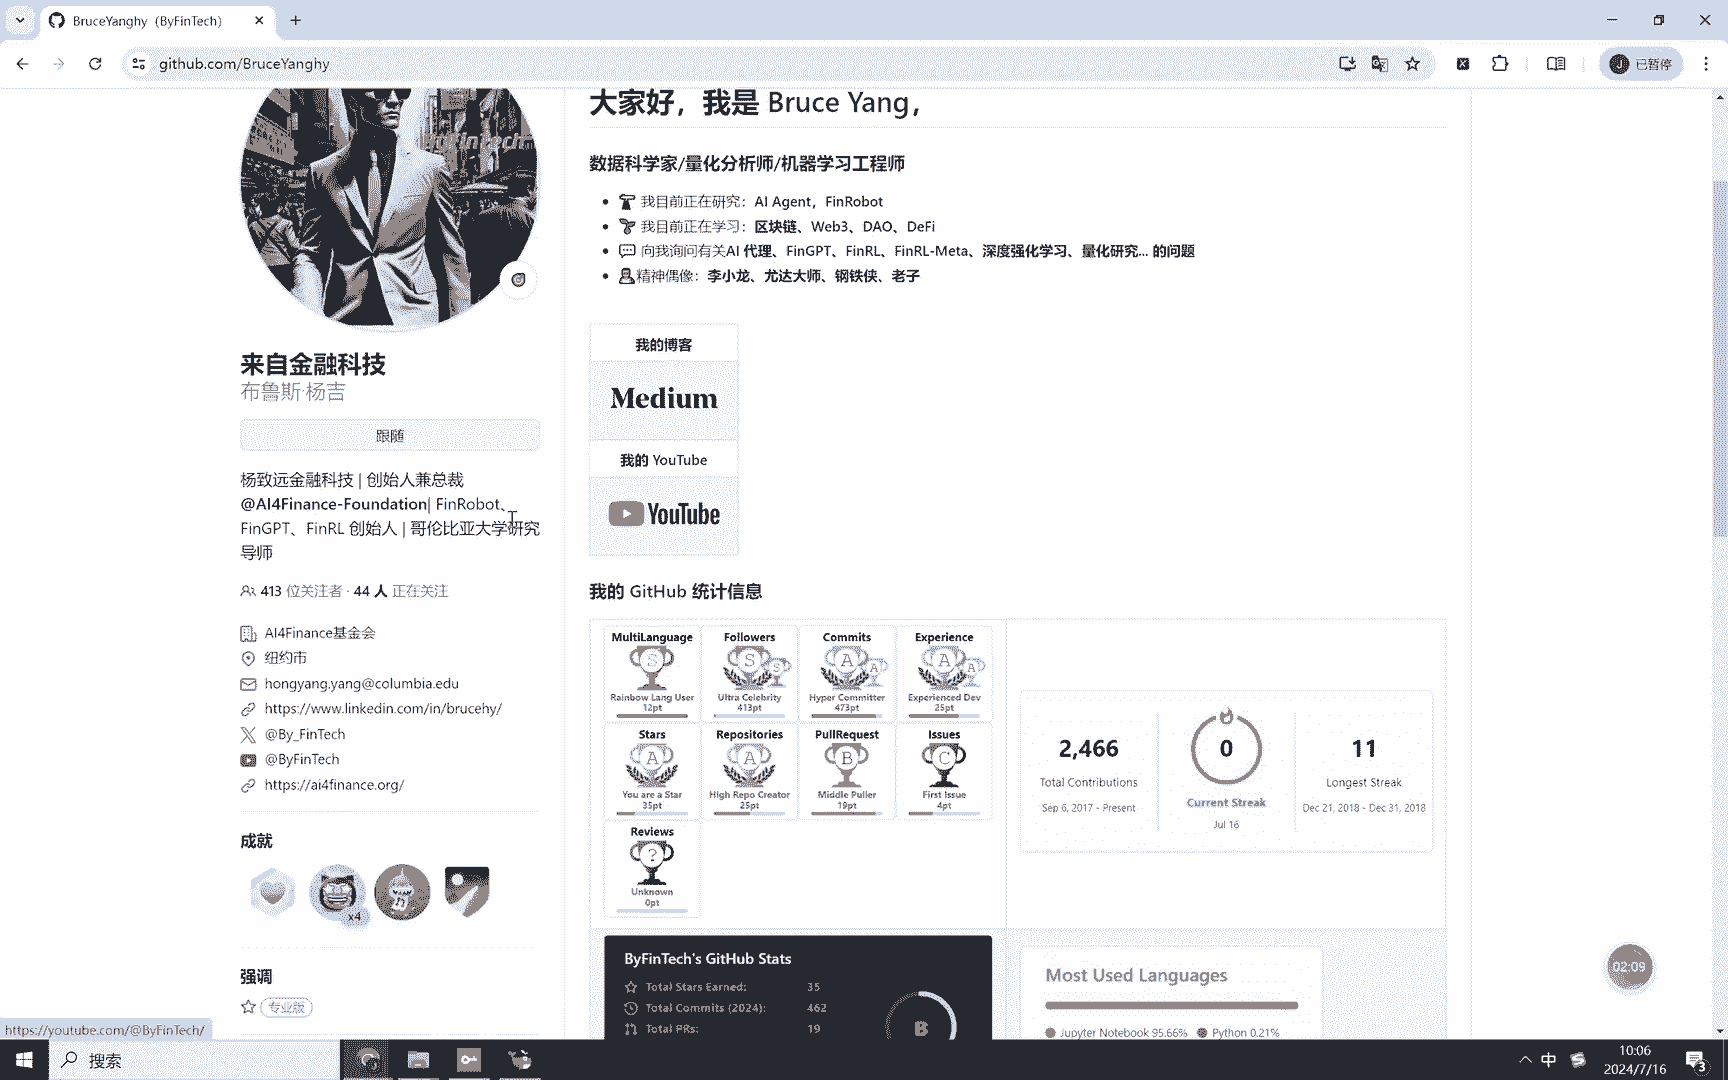 BruceYanghy (ByFinTech)
github.com/BruceYanghy
已暂停
ByFinTech
大家好，我是 Bruce Yang，
数据科学家/量化分析师/机器学习工程师
我目前正在研究：AI Agent，FinRobot
我目前正在学习：区块链、Web3、DAO、DeFi
向我询问有关AI 代理、FinGPT、FinRL、FinRL-Meta、深度强化学习、量化研究... 的问题
精神偶像：李小龙、尤达大师、钢铁侠、老子
我的博客
Medium
我的 YouTube
YouTube
来自金融科技
布鲁斯·杨吉
跟随
杨致远金融科技 | 创始人兼总裁
@AI4Finance-Foundation| FinRobot、
FinGPT、FinRL 创始人 | 哥伦比亚大学研究
导师
413 位关注者 · 44 人 正在关注
AI4Finance基金会
纽约市
hongyang.yang@columbia.edu
https://www.linkedin.com/in/brucehy/
@By_FinTech
@ByFinTech
https://ai4finance.org/
成就
x4
强调
专业版
我的 GitHub 统计信息
MultiLanguage Followers Commits Experience
S S S A A A A
Rainbow Lang User Ultra Celebrity Hyper Committer Experienced Dev
12pt 413pt 473pt 25pt
Stars Repositories PullRequest Issues
A A B C
You are a Star High Repo Creator Middle Puller First Issue
35pt 25pt 19pt 4pt
Reviews
?
Unknown
0pt
2,466 0 11
Total Contributions Current Streak Longest Streak
Sep 6, 2017 - Present Jul 16 Dec 21, 2018 - Dec 31, 2018
ByFinTech's GitHub Stats
Total Stars Earned: 35
Total Commits (2024): 462
Total PRs: 19
B
Most Used Languages
Jupyter Notebook 95.66% Python 0.21%
02:09
https://youtube.com/@ByFinTech/
搜索
中
10:06
2024/7/16
3